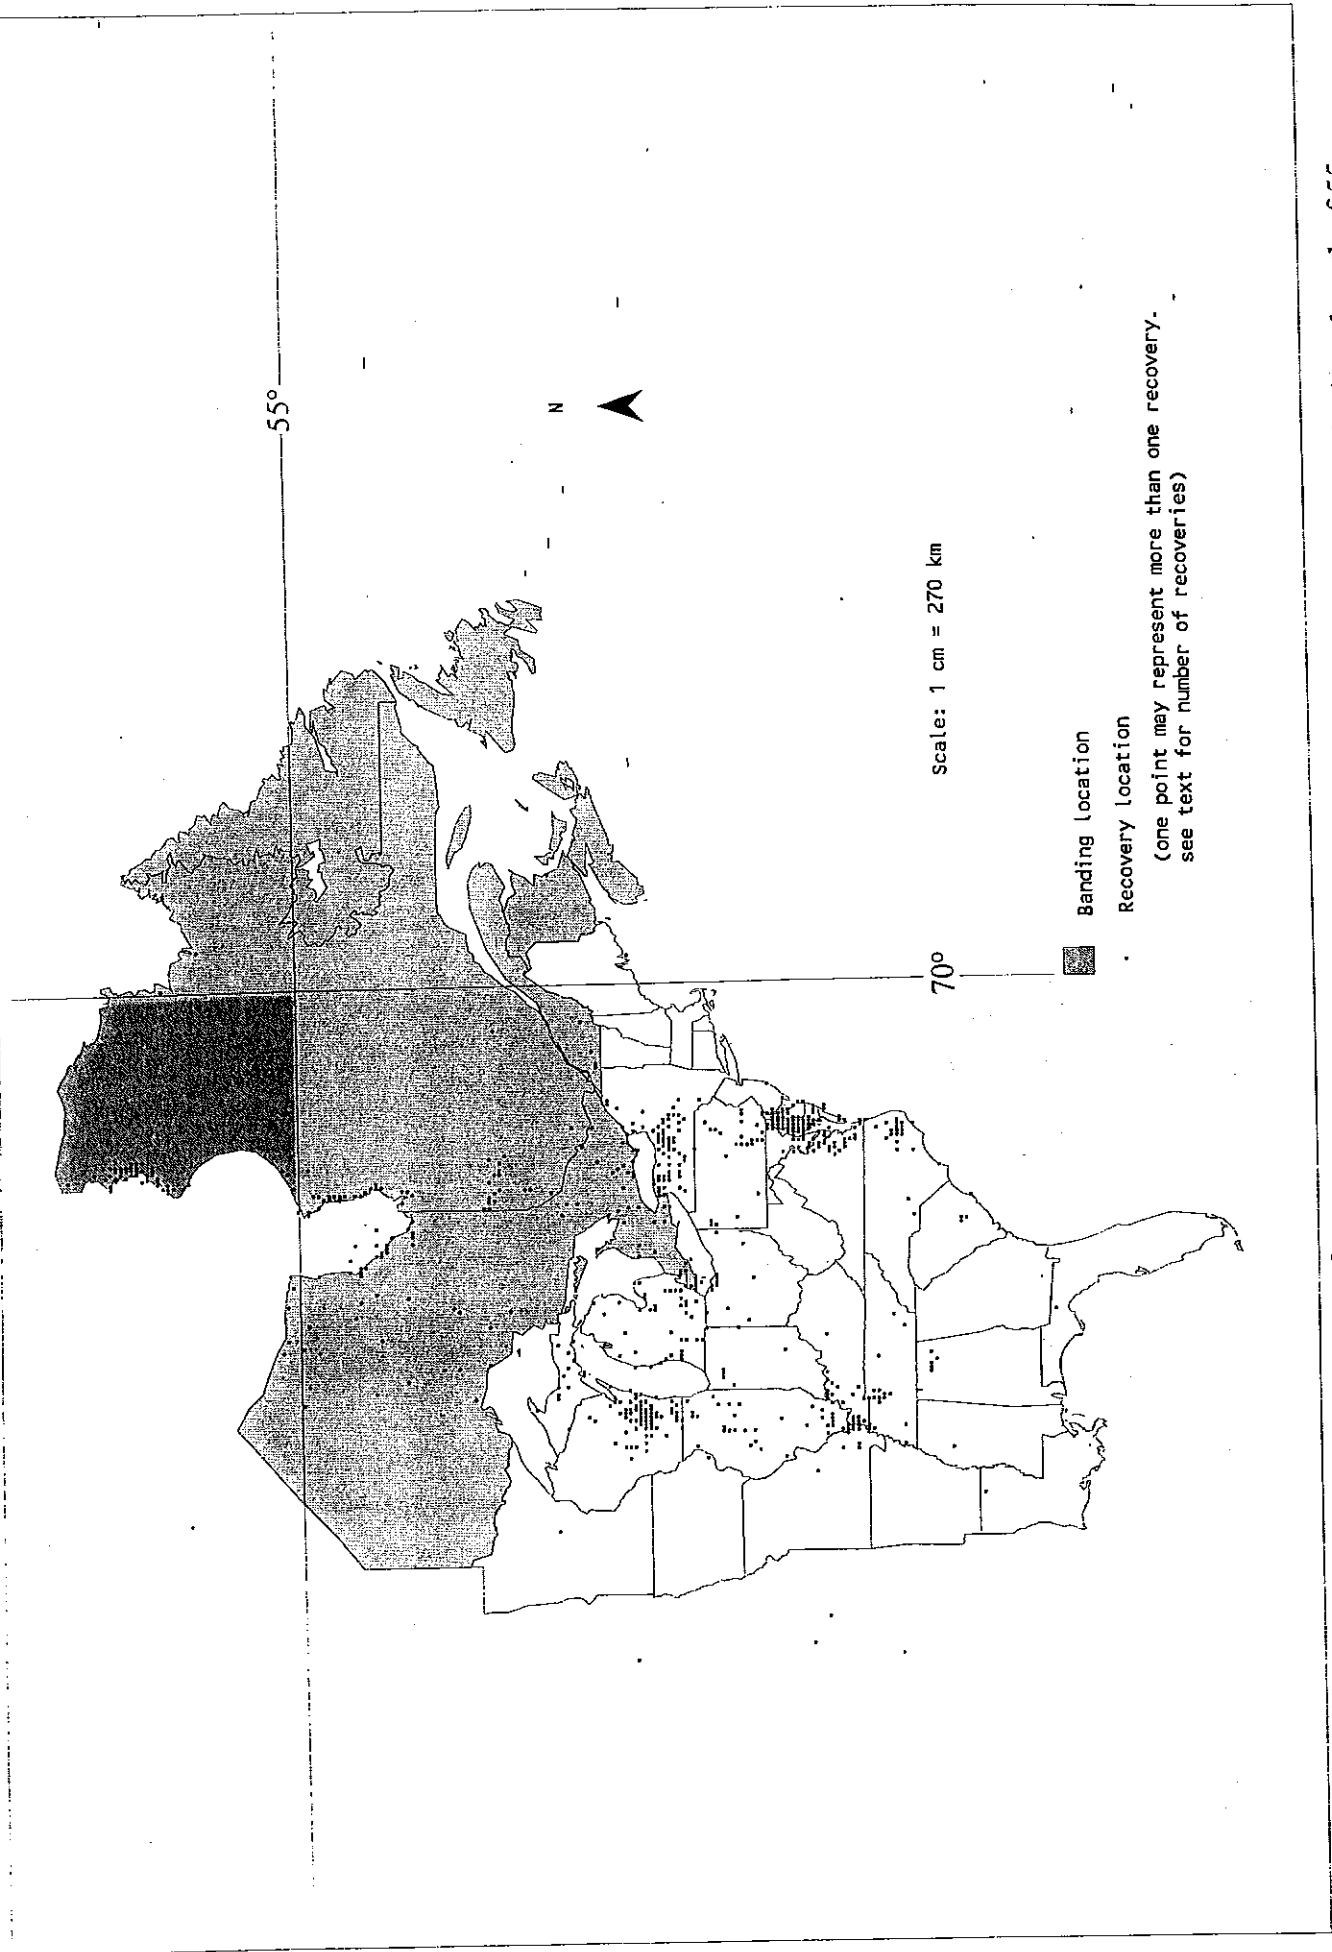 55°
N
Scale: 1 cm = 270 km
70°
Banding location
Recovery location
(one point may represent more than one recovery.
see text for number of recoveries)